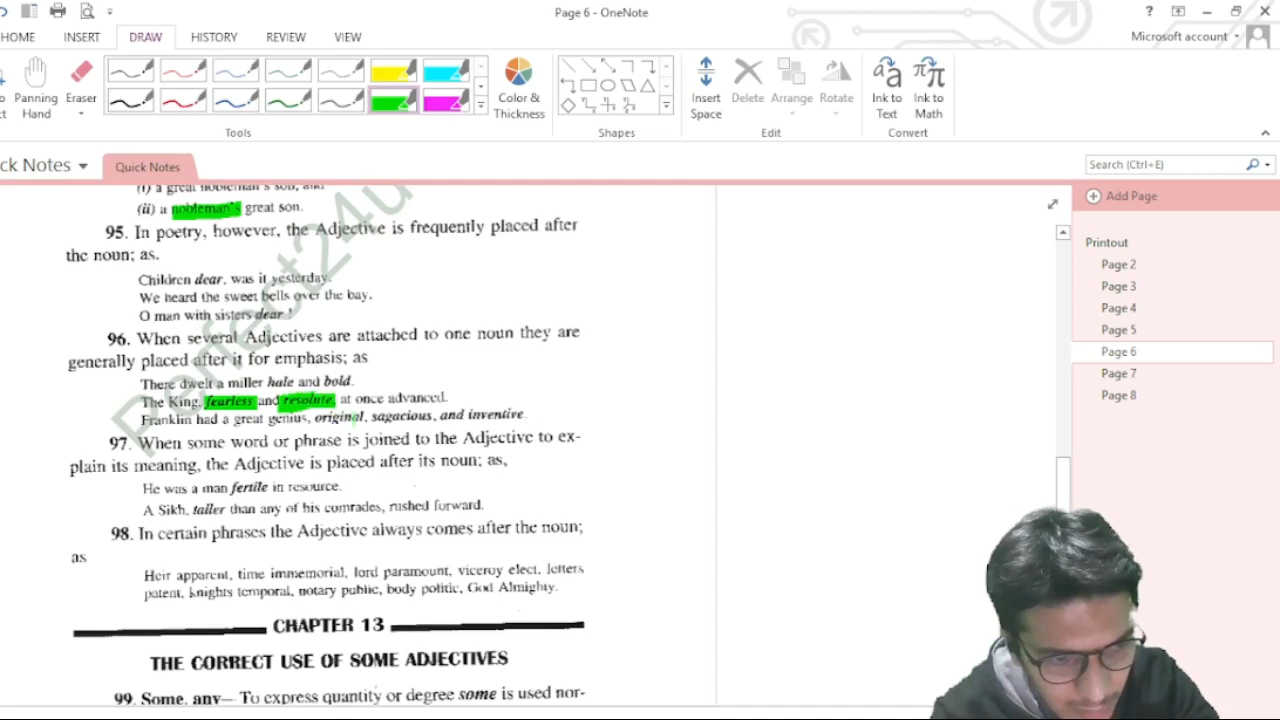 Page 6 - OneNote
?
HOME INSERT DRAW HISTORY REVIEW VIEW
Microsoft account
Panning Hand
Eraser
Color & Thickness
Insert Space
Delete
Arrange
Rotate
Ink to Text
Ink to Math
Tools
Shapes
Edit
Convert
ck Notes
Quick Notes
Search (Ctrl+E)
Add Page
Printout
Page 2
Page 3
Page 4
Page 5
Page 6
Page 7
Page 8
(i) a great nobleman's son, and
(ii) a nobleman's great son.
95. In poetry, however, the Adjective is frequently placed after
the noun; as.
Children dear, was it yesterday.
We heard the sweet bells over the bay.
O man with sisters dear !
96. When several Adjectives are attached to one noun they are
generally placed after it for emphasis; as
There dwelt a miller hale and bold.
The King, fearless and resolute, at once advanced.
Franklin had a great genius, original, sagacious, and inventive.
97. When some word or phrase is joined to the Adjective to ex-
plain its meaning, the Adjective is placed after its noun; as,
He was a man fertile in resource.
A Sikh, taller than any of his comrades, rushed forward.
98. In certain phrases the Adjective always comes after the noun;
as
Heir apparent, time immemorial, lord paramount, viceroy elect, letters
patent, knights temporal, notary public, body politic, God Almighty.
CHAPTER 13
THE CORRECT USE OF SOME ADJECTIVES
99. Some, any— To express quantity or degree some is used nor-
Perfect24u